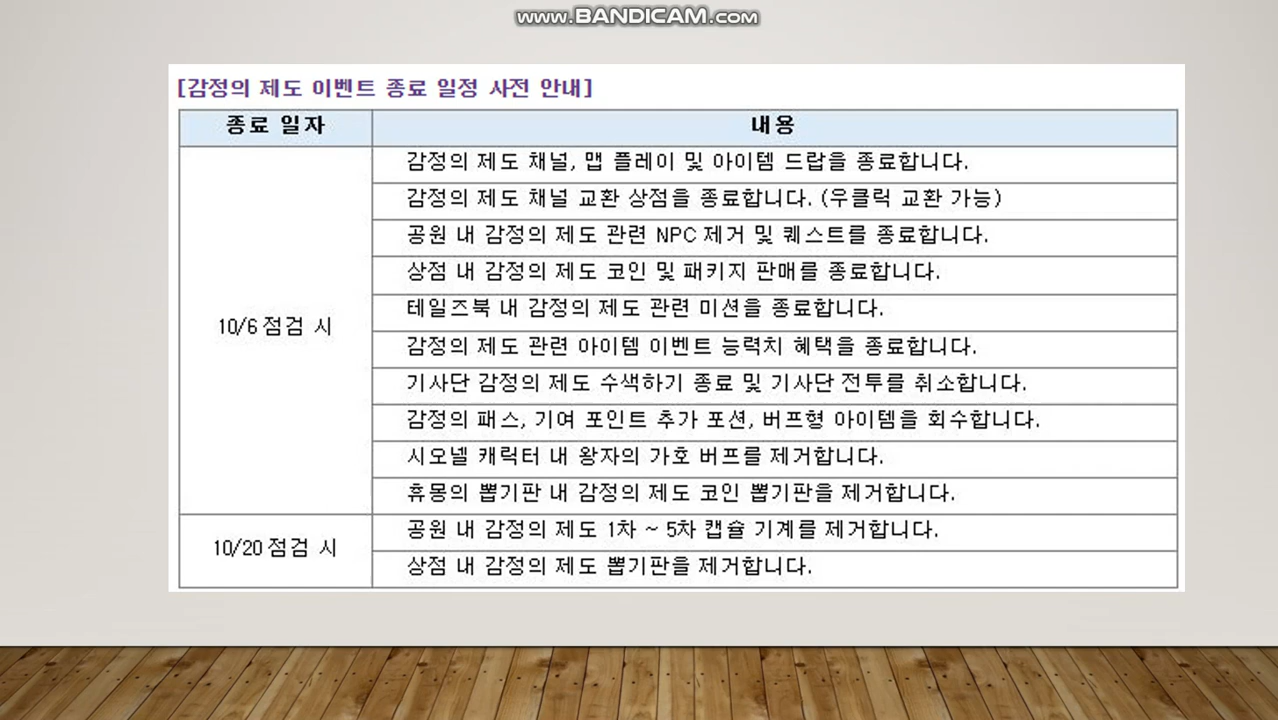 www.BANDICAM.com
[감정의 제도 이벤트 종료 일정 사전 안내]
종료 일자 내용
감정의 제도 채널, 맵 플레이 및 아이템 드랍을 종료합니다.
감정의 제도 채널 교환 상점을 종료합니다. (우클릭 교환 가능)
공원 내 감정의 제도 관련 NPC 제거 및 퀘스트를 종료합니다.
상점 내 감정의 제도 코인 및 패키지 판매를 종료합니다.
테일즈북 내 감정의 제도 관련 미션을 종료합니다.
10/6 점검 시
감정의 제도 관련 아이템 이벤트 능력치 혜택을 종료합니다.
기사단 감정의 제도 수색하기 종료 및 기사단 전투를 취소합니다.
감정의 패스, 기여 포인트 추가 포션, 버프형 아이템을 회수합니다.
시오넬 캐릭터 내 왕자의 가호 버프를 제거합니다.
휴몽의 뽑기판 내 감정의 제도 코인 뽑기판을 제거합니다.
10/20 점검 시
공원 내 감정의 제도 1차 ~ 5차 캡슐 기계를 제거합니다.
상점 내 감정의 제도 뽑기판을 제거합니다.